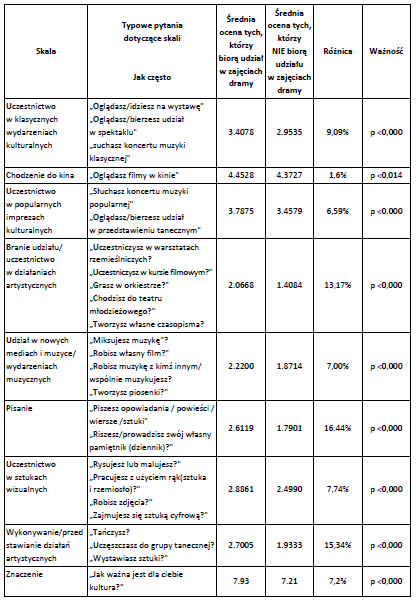 Skala
Typowe pytania
dotyczące skali
Jak często
Średnia
ocena tych,
którzy
biorą udział
w zajęciach
dramy
Średnia
ocena tych,
którzy
NIE biorą
udziału
w zajęciach
dramy
Różnica
Ważność
Uczestnictwo
w klasycznych
wydarzeniach
kulturalnych
„Oglądasz/idziesz na wystawę"
„Oglądasz/bierzesz udział
w spektaklu"
„suchasz koncertu muzyki
klasycznej"
3.4078
2.9535
9,09%
p <0,000
Chodzenie do kina
„Oglądasz filmy w kinie"
4.4528
4.3727
1,6%
p <0,014
Uczestnictwo
w popularnych
imprezach
kulturalnych
„Słuchasz koncertu muzyki
popularnej"
„Oglądasz/bierzesz udział
w przedstawieniu tanecznym"
3.7875
3.4579
6,59%
p <0,000
Branie udziału/
uczestnictwo
w działaniach
artystycznych
„Uczestniczysz w warsztatach
rzemieślniczych?
„Uczestniczysz w kursie filmowym?"
„Grasz w orkiestrze?"
„Chodzisz do teatru
młodzieżowego?"
„Tworzysz własne czasopisma?
2.0668
1.4084
13,17%
p <0,000
Udział w nowych
mediach i muzyce/
wydarzeniach
muzycznych
„Miksujesz muzykę"?
„Robisz własny film?"
„Robisz muzykę z kimś innym/
wspólnie muzykujesz?
„Tworzysz piosenki?"
2.2200
1.8714
7,00%
p <0,000
Pisanie
„Piszesz opowiadania / powieści /
wiersze /sztuki"
„Riszesz/prowadzisz swój własny
pamiętnik (dziennik)?"
2.6119
1.7901
16.44%
p <0,000
Uczestnictwo
w sztukach
wizualnych
„Rysujesz lub malujesz?"
„Pracujesz z użyciem rąk(sztuka
i rzemiosło)?"
„Robisz zdjęcia?"
„Zajmujesz się sztuką cyfrową?"
2.8861
2.4990
7,74%
p <0,000
Wykonywanie/przed
stawianie działań
artystycznych
„Tańczysz?
„Uczęszczasz do grupy tanecznej?
„Wystawiasz sztuki?"
2.7005
1.9333
15,34%
p <0,000
Znaczenie
„Jak ważna jest dla ciebie
kultura?"
7.93
7.21
7,2%
p <0,000